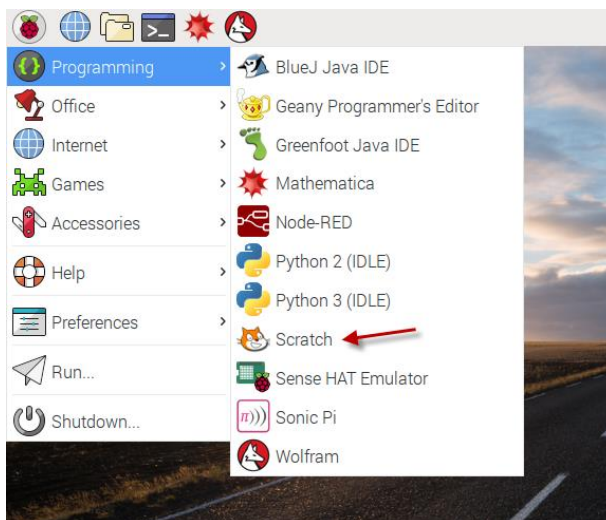 Programming
Office
Internet
Games
Accessories
Help
Preferences
Run...
Shutdown...
BlueJ Java IDE
Geany Programmer's Editor
Greenfoot Java IDE
Mathematica
Node-RED
Python 2 (IDLE)
Python 3 (IDLE)
Scratch
Sense HAT Emulator
Sonic Pi
Wolfram